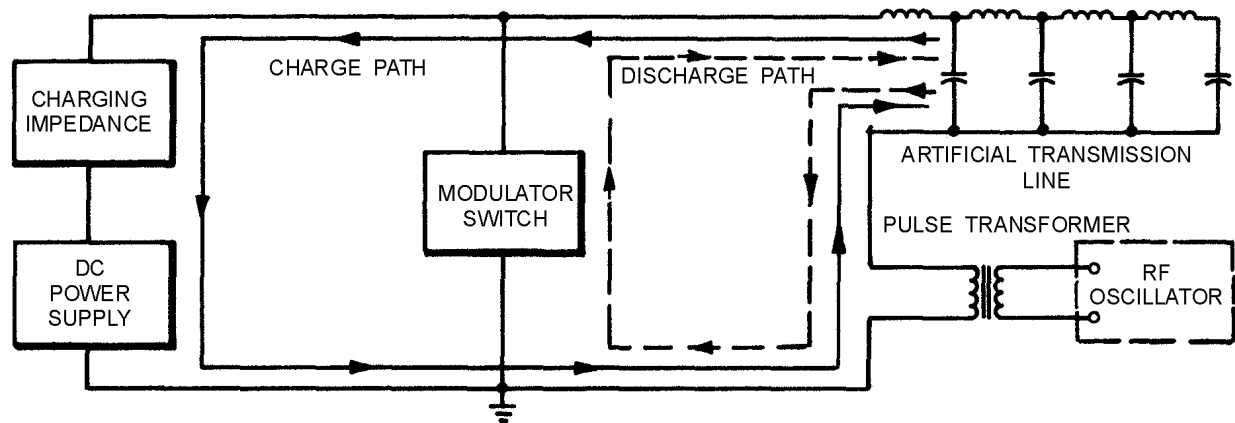 CHARGE PATH
DISCHARGE PATH
CHARGING
IMPEDANCE
MODULATOR
SWITCH
ARTIFICIAL TRANSMISSION
LINE
PULSE TRANSFORMER
DC
POWER
SUPPLY
RF
OSCILLATOR